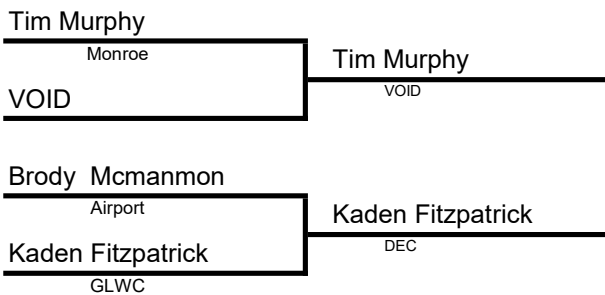 Tim Murphy
Monroe
Tim Murphy
VOID
VOID
Brody Mcmanmon
Airport
Kaden Fitzpatrick
DEC
Kaden Fitzpatrick
GLWC